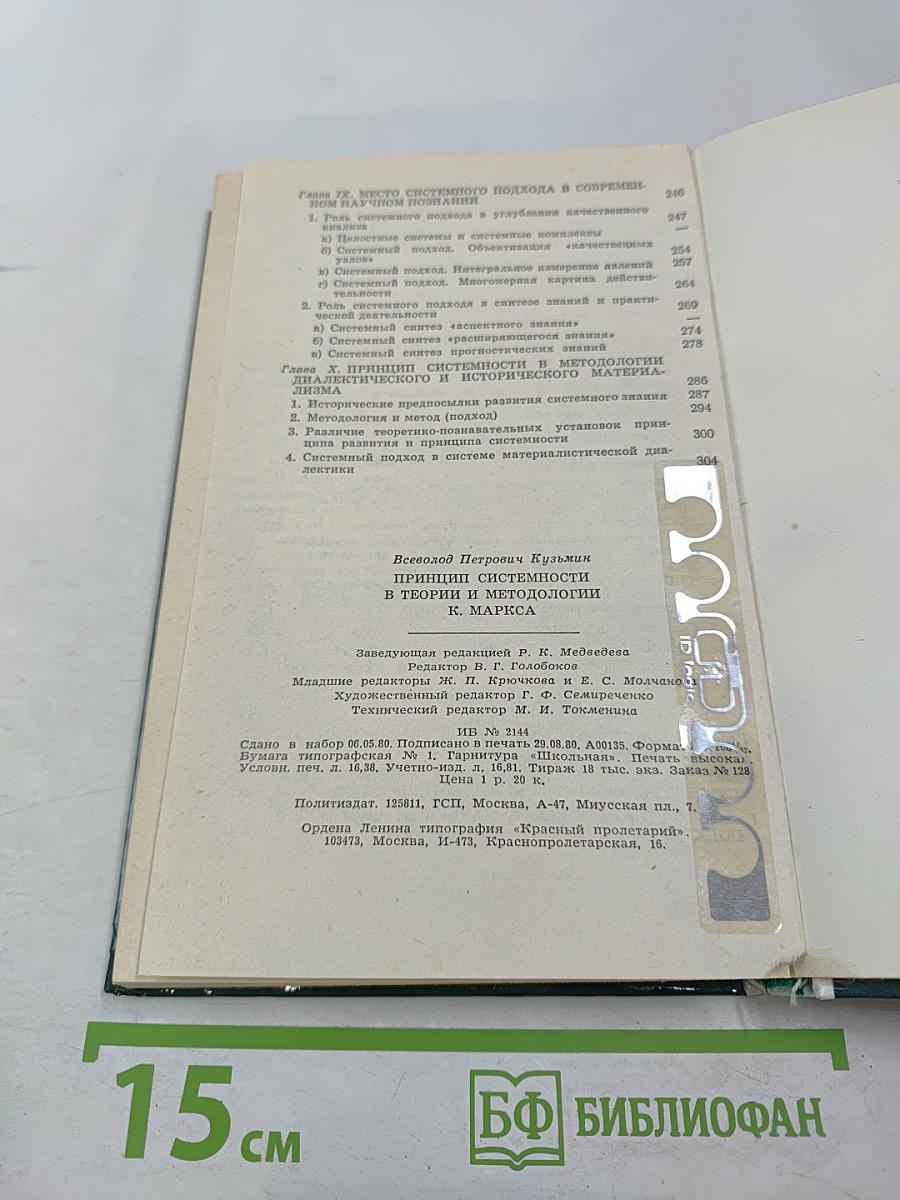 Глава IX. МЕСТО СИСТЕМНОГО ПОДХОДА В СОВРЕМЕН-
НОМ НАУЧНОМ ПОЗНАНИИ 246
1. Роль системного подхода в углублении качественного
анализа 247
а) Целостные системы и системные комплексы —
б) Системный подход. Объективация «качественных
узлов» 254
в) Системный подход. Интегральное измерение явлений 257
г) Системный подход. Многомерная картина действи-
тельности 264
2. Роль системного подхода в синтезе знаний и практи-
ческой деятельности 269
а) Системный синтез «аспектного знания» —
б) Системный синтез «расширяющегося знания» 274
в) Системный синтез прогностических знаний 278
Глава X. ПРИНЦИП СИСТЕМНОСТИ В МЕТОДОЛОГИИ
ДИАЛЕКТИЧЕСКОГО И ИСТОРИЧЕСКОГО МАТЕРИА-
ЛИЗМА 286
1. Исторические предпосылки развития системного знания 287
2. Методология и метод (подход) 294
3. Различие теоретико-познавательных установок прин-
ципа развития и принципа системности 300
4. Системный подход в системе материалистической диа-
лектики 304
Всеволод Петрович Кузьмин
ПРИНЦИП СИСТЕМНОСТИ
В ТЕОРИИ И МЕТОДОЛОГИИ
К. МАРКСА
Заведующая редакцией Р. К. Медведева
Редактор В. Г. Голобоков
Младшие редакторы Ж. П. Крючкова и Е. С. Молчанова
Художественный редактор Г. Ф. Семиреченко
Технический редактор М. И. Токменина
ИБ № 2144
Сдано в набор 06.05.80. Подписано в печать 29.08.80. А00135. Формат
Бумага типографская № 1. Гарнитура «Школьная». Печать высокая.
Условн. печ. л. 16,38. Учетно-изд. л. 16,81. Тираж 18 тыс. экз. Заказ № 128
Цена 1 р. 20 к.
Политиздат. 125811, ГСП, Москва, А-47, Миусская пл., 7.
Ордена Ленина типография «Красный пролетарий».
103473, Москва, И-473, Краснопролетарская, 16.
ID logic
15 см
БФ БИБЛИОФАН